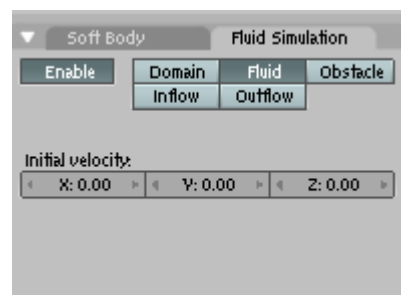 Soft Body Fluid Simulation
Enable Domain Fluid Obstacle
Inflow Outflow
Initial velocity:
X: 0.00 Y: 0.00 Z: 0.00